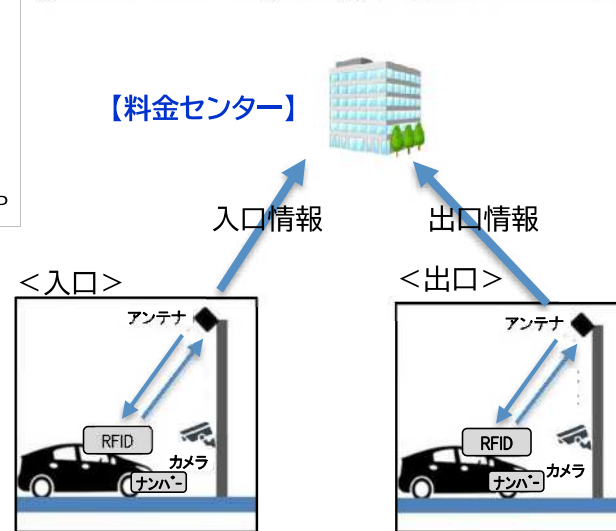 【料金センター】
P
入口情報
出口情報
<入口>
<出口>
アンテナ
RFID
カメラ
ナンバー
アンテナ
RFID
カメラ
ナンバー